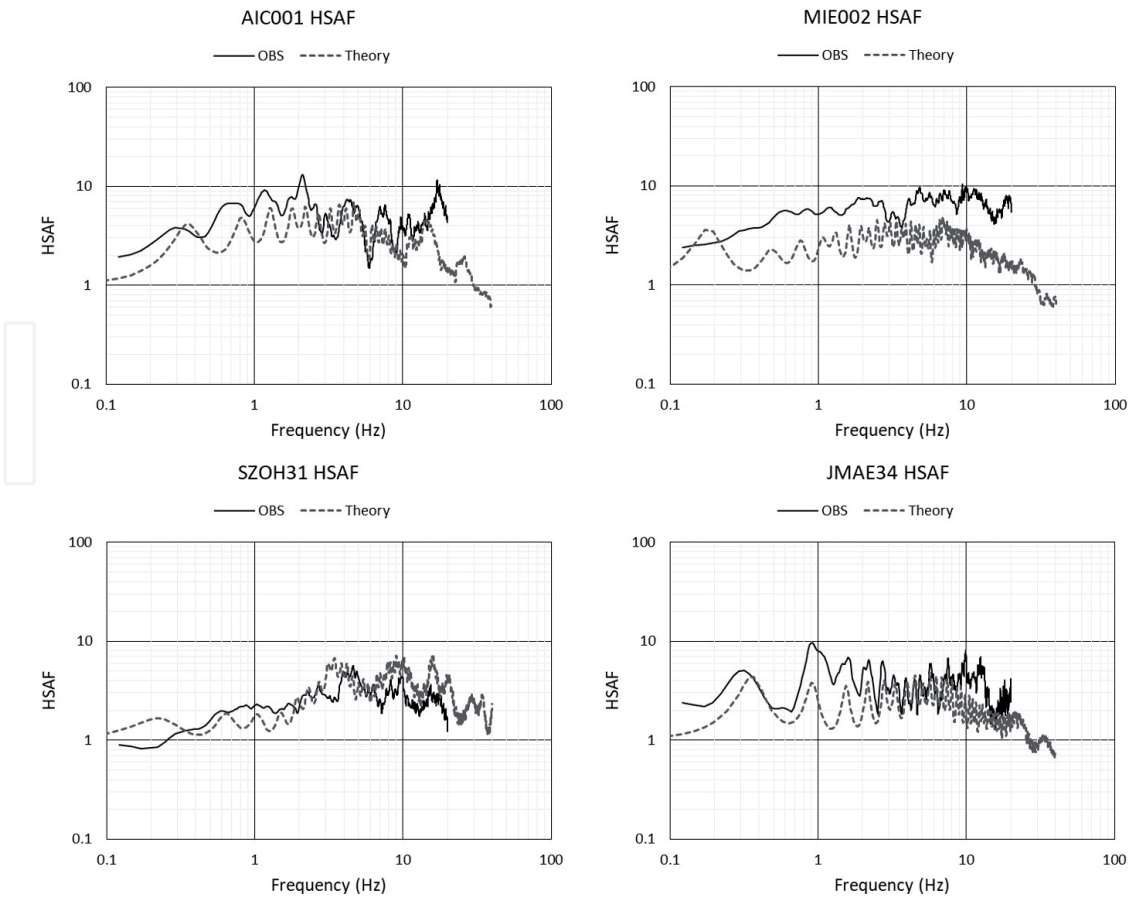 AIC001 HSAF
OBS Theory
100
10
1
0.1
HSAF
0.1 1 10 100
Frequency (Hz)
MIE002 HSAF
OBS Theory
100
10
1
0.1
HSAF
0.1 1 10 100
Frequency (Hz)
SZOH31 HSAF
OBS Theory
100
10
1
0.1
HSAF
0.1 1 10 100
Frequency (Hz)
JMAE34 HSAF
OBS Theory
100
10
1
0.1
HSAF
0.1 1 10 100
Frequency (Hz)